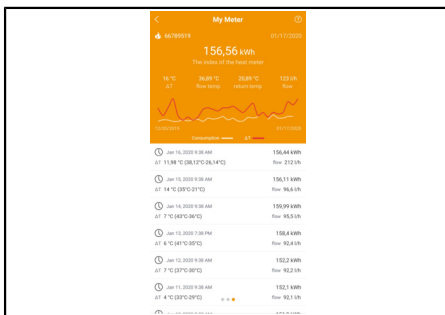 My Meter
66789519 01/17/2020
156,56 kWh
The index of the heat meter
16 °C 36,89 °C 20,89 °C 123 l/h
ΔT flow temp return temp flow
12/20/2019 01/17/2020
Consumption ΔT
Jan 16, 2020 9:38 AM 156,44 kWh
ΔT 11,98 °C (38,12°C-26,14°C) flow 212 l/h
Jan 15, 2020 9:38 AM 156,11 kWh
ΔT 14 °C (35°C-21°C) flow 96,6 l/h
Jan 14, 2020 9:38 AM 159,99 kWh
ΔT 7 °C (43°C-36°C) flow 95,5 l/h
Jan 13, 2020 7:38 PM 158,4 kWh
ΔT 6 °C (41°C-35°C) flow 92,4 l/h
Jan 12, 2020 9:38 AM 152,2 kWh
ΔT 7 °C (37°C-30°C) flow 92,2 l/h
Jan 11, 2020 9:38 AM 152,1 kWh
ΔT 4 °C (33°C-29°C) flow 92,1 l/h